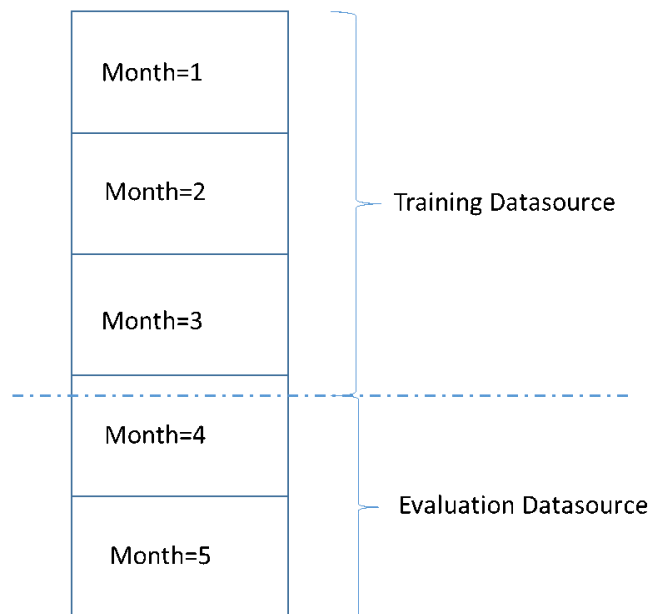 Month=1
Month=2
Training Datasource
Month=3
Month=4
Evaluation Datasource
Month=5